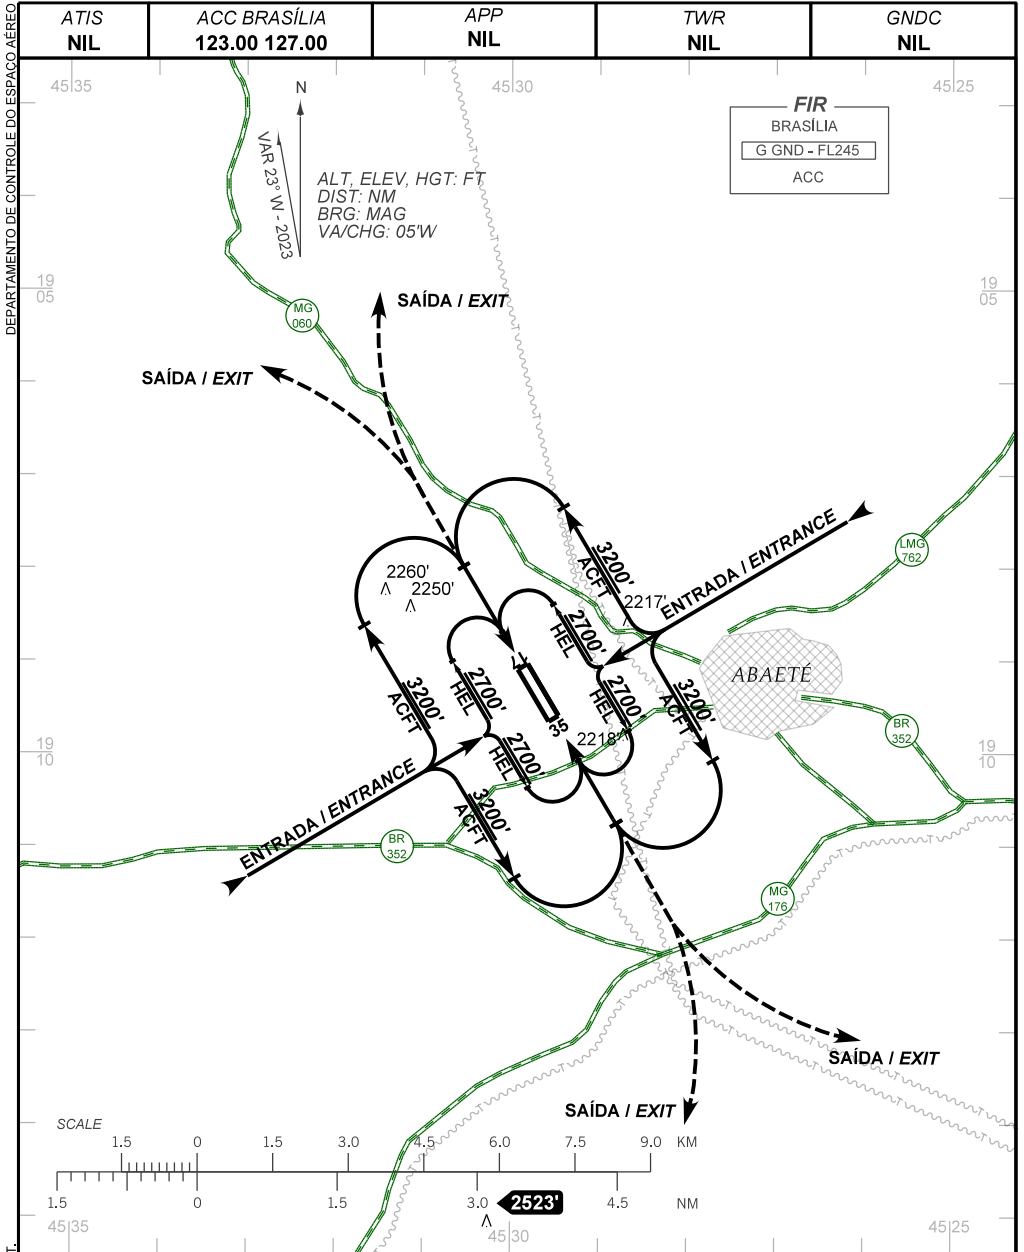 ATIS
NIL
ACC BRASÍLIA
123.00 127.00
APP
NIL
TWR
NIL
GNDC
NIL
DEPARTAMENTO DE CONTROLE DO ESPAÇO AÉREO
45 35
45 30
45 25
N
VAR 23° W - 2023
ALT, ELEV, HGT: FT
DIST: NM
BRG: MAG
VA/CHG: 05'W
FIR
BRASÍLIA
G GND - FL245
ACC
19
05
19
05
MG
060
SAÍDA / EXIT
SAÍDA / EXIT
ENTRADA / ENTRANCE
LMG
762
3200'
ACFT
2260'
2250'
2217'
2700'
HEL
2700'
HEL
17
35
3200'
ACFT
2700'
HEL
3200'
ACFT
ABAETÉ
BR
352
2218'
2700'
HEL
19
10
19
10
ENTRADA / ENTRANCE
3200'
ACFT
BR
352
MG
176
SAÍDA / EXIT
SAÍDA / EXIT
SCALE
1.5 0 1.5 3.0 4.5 6.0 7.5 9.0 KM
1.5 0 1.5 3.0 4.5 NM
2523'
45 35
45 30
45 25
T.